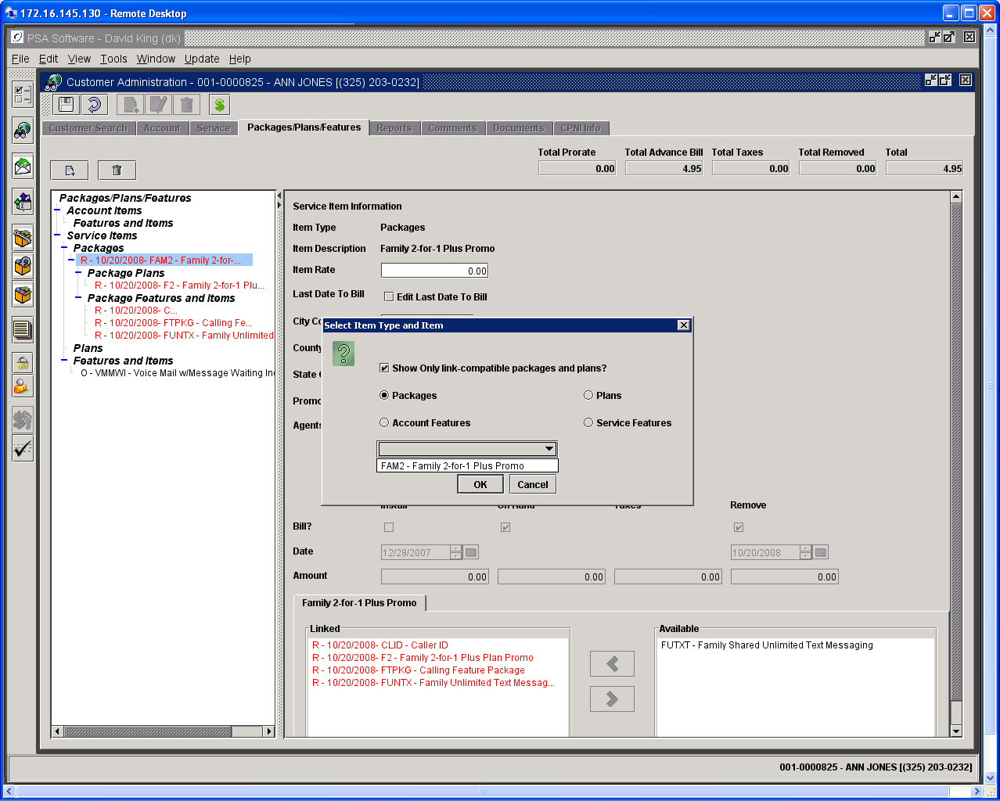 172.16.145.130 - Remote Desktop
PSA Software - David King (dk)
File Edit View Tools Window Update Help
Customer Administration - 001-0000825 - ANN JONES [(325) 203-0232]
Customer Search Account Service Packages/Plans/Features Reports Comments Documents CPNI Info
Total Prorate Total Advance Bill Total Taxes Total Removed Total
0.00 4.95 0.00 0.00 4.95
Packages/Plans/Features
Account Items
Features and Items
Service Items
Packages
R - 10/20/2008- FAM2 - Family 2-for-...
Package Plans
R - 10/20/2008- F2 - Family 2-for-1 Plu...
Package Features and Items
R - 10/20/2008- C...
R - 10/20/2008- FTPKG - Calling Fe...
R - 10/20/2008- FUNTX - Family Unlimited
Plans
Features and Items
O - VMMWI - Voice Mail w/Message Waiting
Service Item Information
Item Type Packages
Item Description Family 2-for-1 Plus Promo
Item Rate 0.00
Last Date To Bill Edit Last Date To Bill
City
County
State
Promo
Agents
Select Item Type and Item
Show Only link-compatible packages and plans?
Packages Plans
Account Features Service Features
FAM2 - Family 2-for-1 Plus Promo
OK Cancel
Install On Hand Taxes Remove
Bill?
Date 12/28/2007 10/20/2008
Amount 0.00 0.00 0.00 0.00
Family 2-for-1 Plus Promo
Linked
R - 10/20/2008- CLID - Caller ID
R - 10/20/2008- F2 - Family 2-for-1 Plus Plan Promo
R - 10/20/2008- FTPKG - Calling Feature Package
R - 10/20/2008- FUNTX - Family Unlimited Text Messag...
Available
FUTXT - Family Shared Unlimited Text Messaging
001-0000825 - ANN JONES [(325) 203-0232]